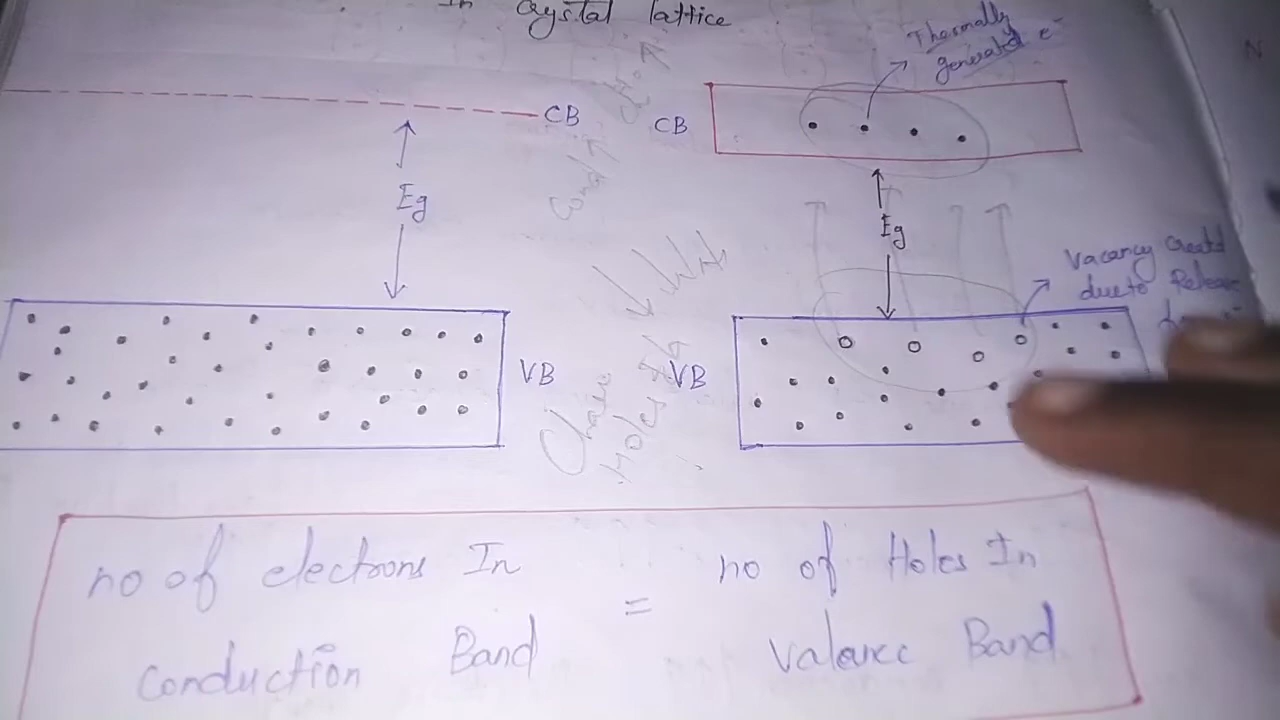 In crystal lattice
Thermally
generated e⁻
CB
CB
Eg
Eg
Vacancy Created
due to Release
VB
VB
no of electrons In
Conduction Band
=
no of Holes In
Valence Band